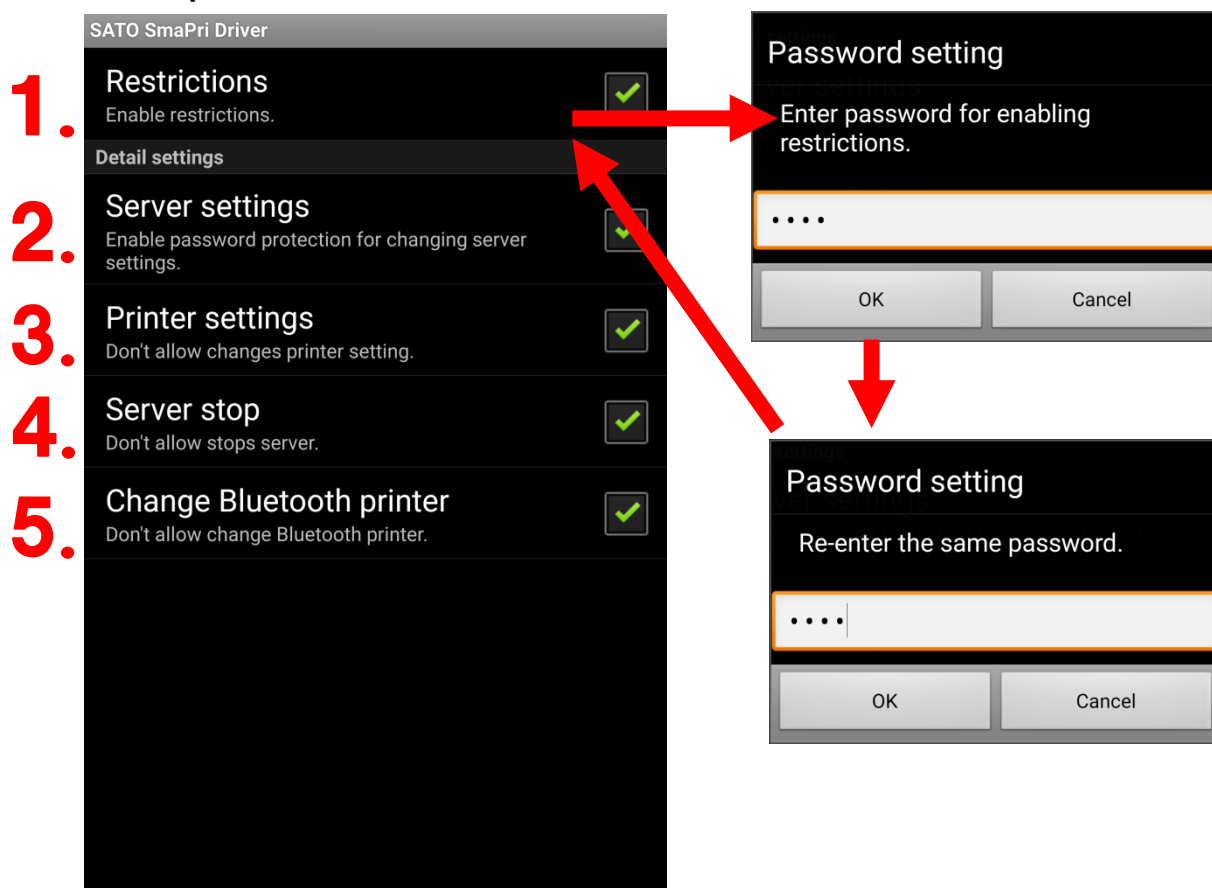 SATO SmaPri Driver
1.
Restrictions
Enable restrictions.
Detail settings
2.
Server settings
Enable password protection for changing server
settings.
3.
Printer settings
Don't allow changes printer setting.
4.
Server stop
Don't allow stops server.
5.
Change Bluetooth printer
Don't allow change Bluetooth printer.
Password setting
Enter password for enabling
restrictions.
••••
OK
Cancel
Password setting
Re-enter the same password.
••••
OK
Cancel